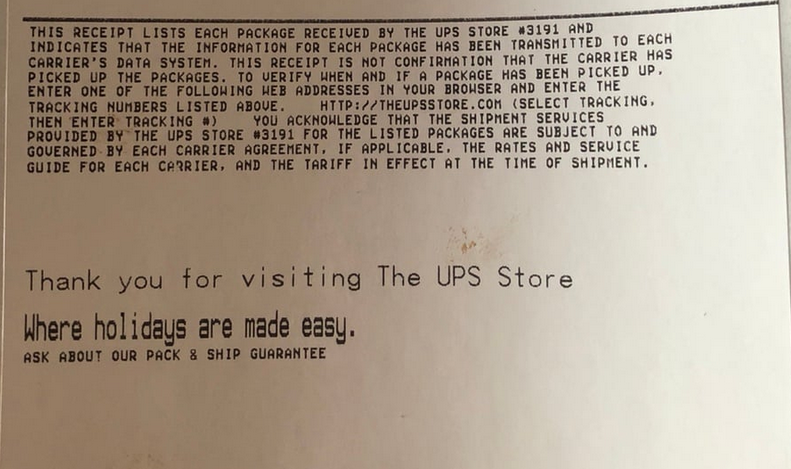 THIS RECEIPT LISTS EACH PACKAGE RECEIVED BY THE UPS STORE #3191 AND
INDICATES THAT THE INFORMATION FOR EACH PACKAGE HAS BEEN TRANSMITTED TO EACH
CARRIER'S DATA SYSTEM. THIS RECEIPT IS NOT CONFIRMATION THAT THE CARRIER HAS
PICKED UP THE PACKAGES. TO VERIFY WHEN AND IF A PACKAGE HAS BEEN PICKED UP,
ENTER ONE OF THE FOLLOWING WEB ADDRESSES IN YOUR BROWSER AND ENTER THE
TRACKING NUMBERS LISTED ABOVE. HTTP://THEUPSSTORE.COM (SELECT TRACKING,
THEN ENTER TRACKING #) YOU ACKNOWLEDGE THAT THE SHIPMENT SERVICES
PROVIDED BY THE UPS STORE #3191 FOR THE LISTED PACKAGES ARE SUBJECT TO AND
GOVERNED BY EACH CARRIER AGREEMENT, IF APPLICABLE, THE RATES AND SERVICE
GUIDE FOR EACH CARRIER, AND THE TARIFF IN EFFECT AT THE TIME OF SHIPMENT.
Thank you for visiting The UPS Store
Where holidays are made easy.
ASK ABOUT OUR PACK & SHIP GUARANTEE